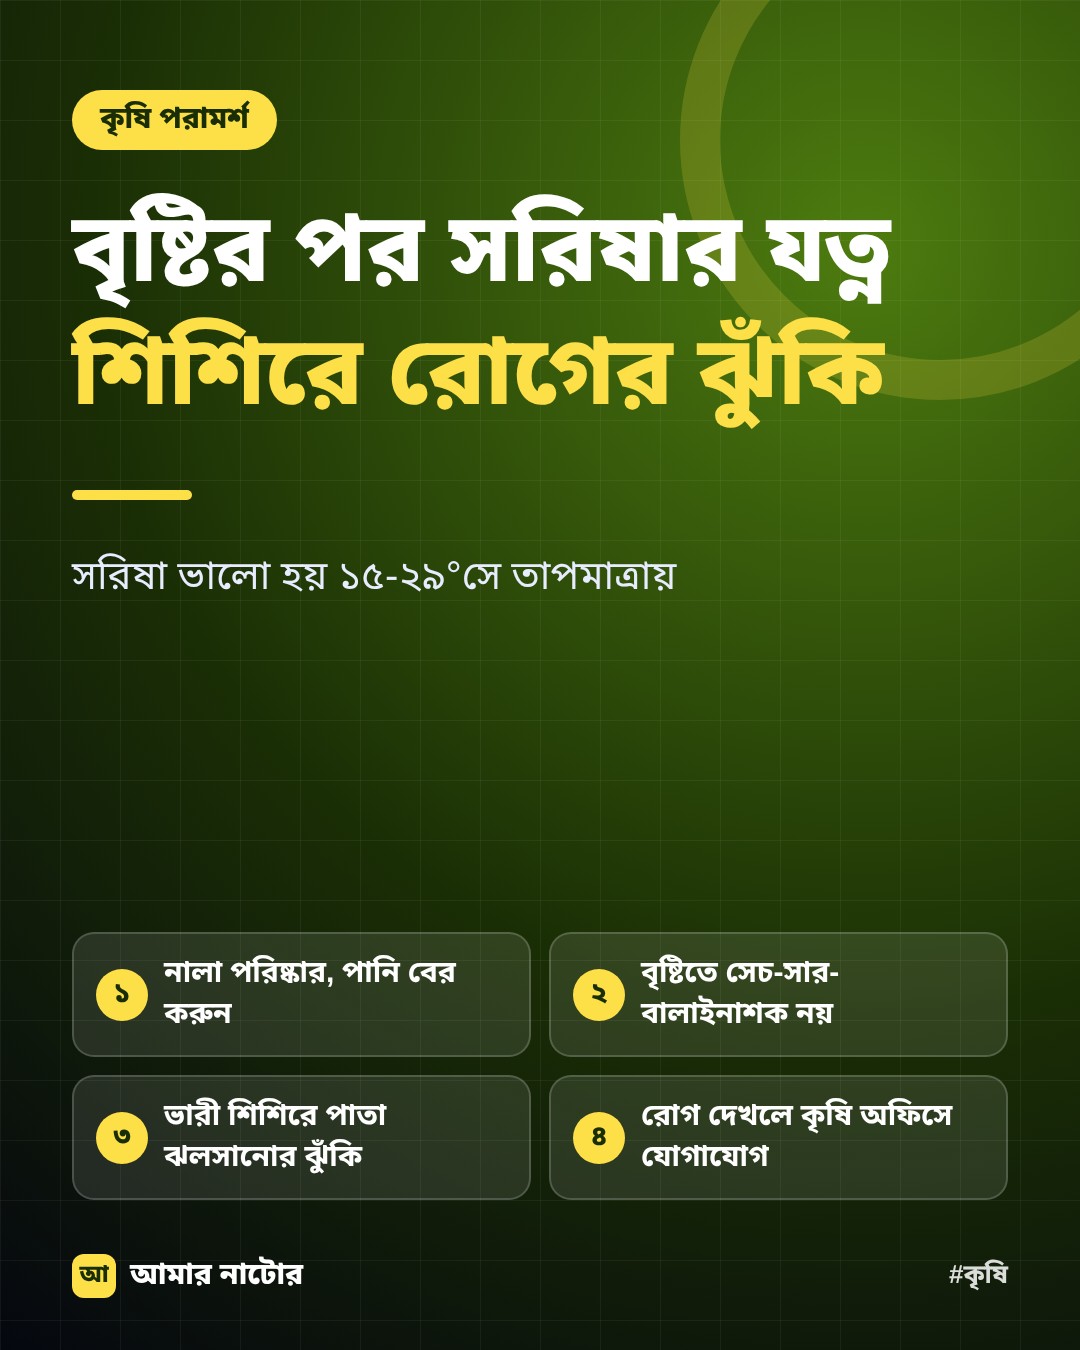 কৃষি পরামর্শ
বৃষ্টির পর সরিষার যত্ন
শিশিরে রোগের ঝুঁকি
সরিষা ভালো হয় ১৫-২৯°সে তাপমাত্রায়
১
নালা পরিষ্কার, পানি বের
করুন
২
বৃষ্টিতে সেচ-সার-
বালাইনাশক নয়
৩
ভারী শিশিরে পাতা
ঝলসানোর ঝুঁকি
৪
রোগ দেখলে কৃষি অফিসে
যোগাযোগ
আ আমার নাটোর
#কৃষি